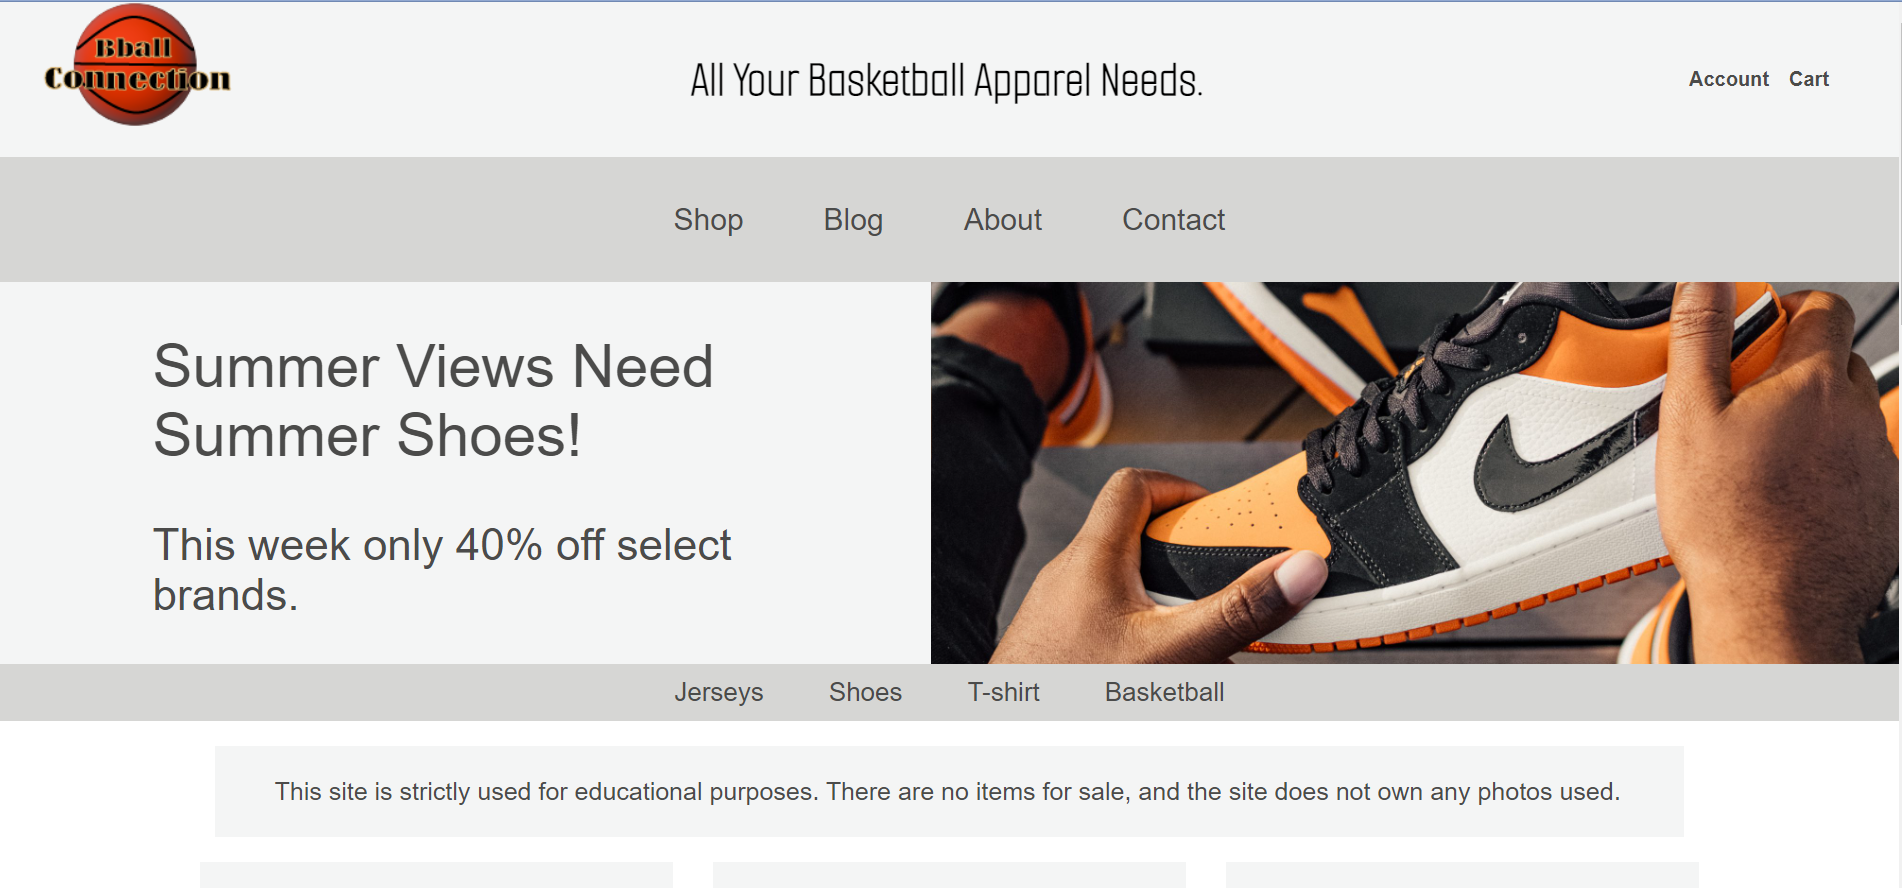 Bball
Connection
All Your Basketball Apparel Needs.
Account Cart
Shop Blog About Contact
Summer Views Need
Summer Shoes!
This week only 40% off select
brands.
Jerseys Shoes T-shirt Basketball
This site is strictly used for educational purposes. There are no items for sale, and the site does not own any photos used.